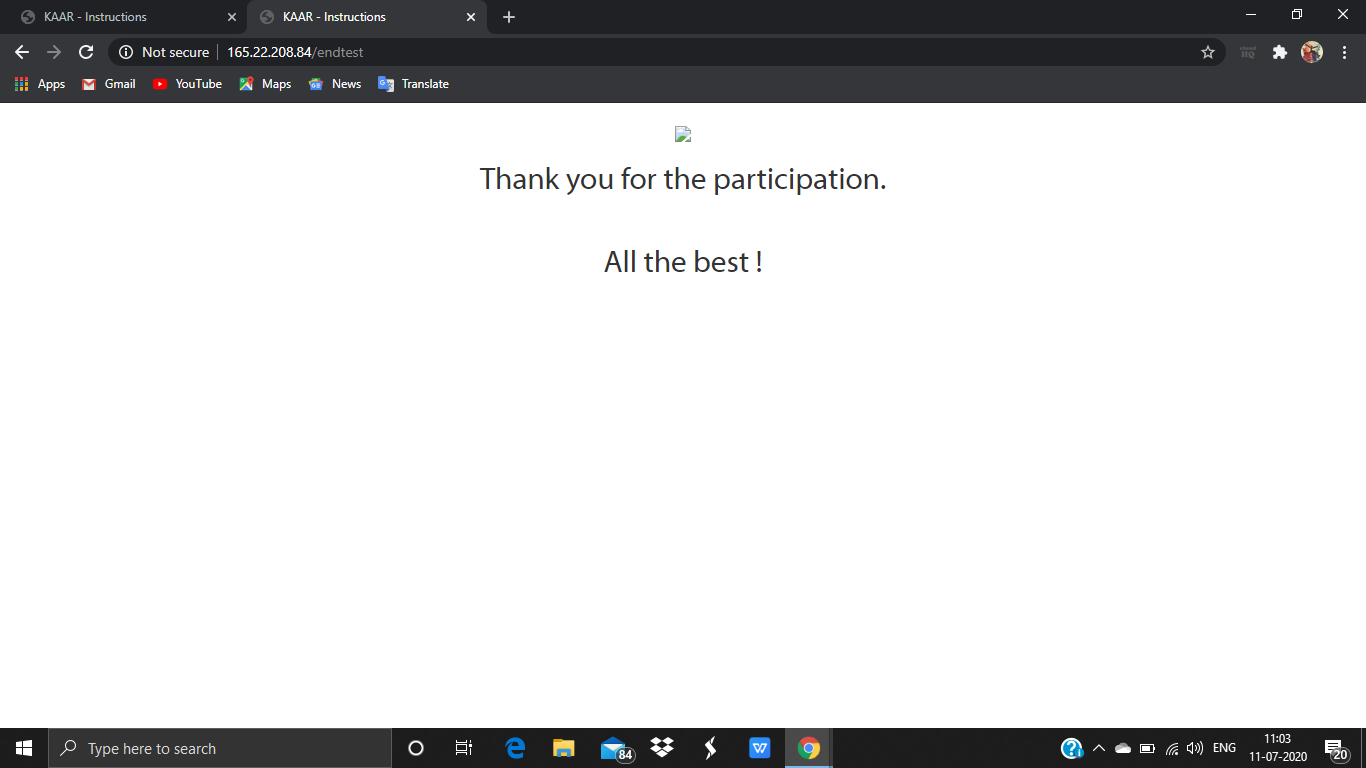 KAAR - Instructions
KAAR - Instructions
Not secure
165.22.208.84/endtest
Apps
Gmail
YouTube
Maps
News
Translate
Thank you for the participation.
All the best !
Type here to search
84
ENG
11:03
11-07-2020
20